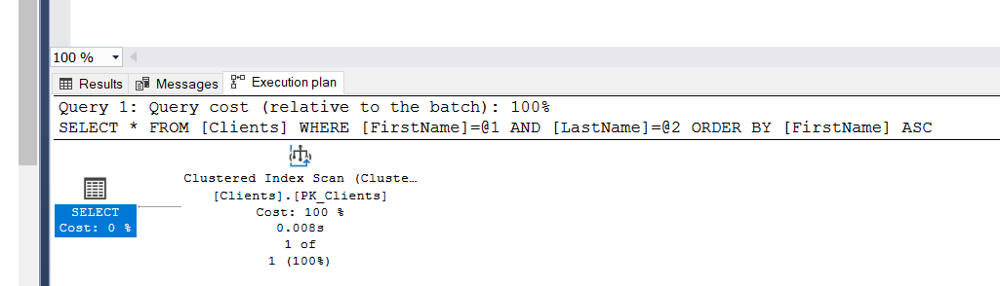 100 %
Results Messages Execution plan
Query 1: Query cost (relative to the batch): 100%
SELECT * FROM [Clients] WHERE [FirstName]=@1 AND [LastName]=@2 ORDER BY [FirstName] ASC
Clustered Index Scan (Cluste…
[Clients].[PK_Clients]
Cost: 100 %
0.008s
1 of
1 (100%)
SELECT
Cost: 0 %